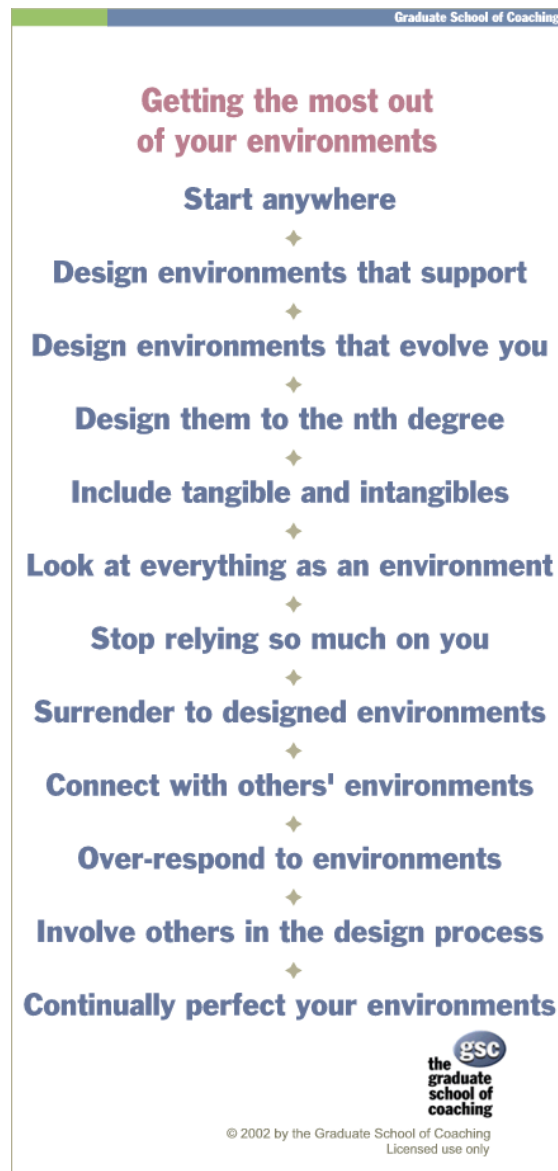 Graduate School of Coaching
Getting the most out
of your environments
Start anywhere
Design environments that support
Design environments that evolve you
Design them to the nth degree
Include tangible and intangibles
Look at everything as an environment
Stop relying so much on you
Surrender to designed environments
Connect with others' environments
Over-respond to environments
Involve others in the design process
Continually perfect your environments
gsc
the
graduate
school of
coaching
© 2002 by the Graduate School of Coaching
Licensed use only